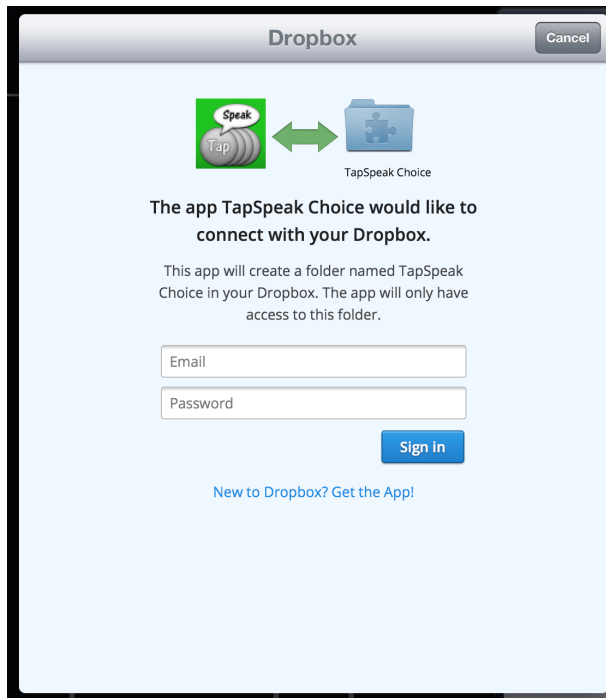 Dropbox
Cancel
Speak
Tap
TapSpeak Choice
The app TapSpeak Choice would like to
connect with your Dropbox.
This app will create a folder named TapSpeak
Choice in your Dropbox. The app will only have
access to this folder.
Email
Password
Sign in
New to Dropbox? Get the App!